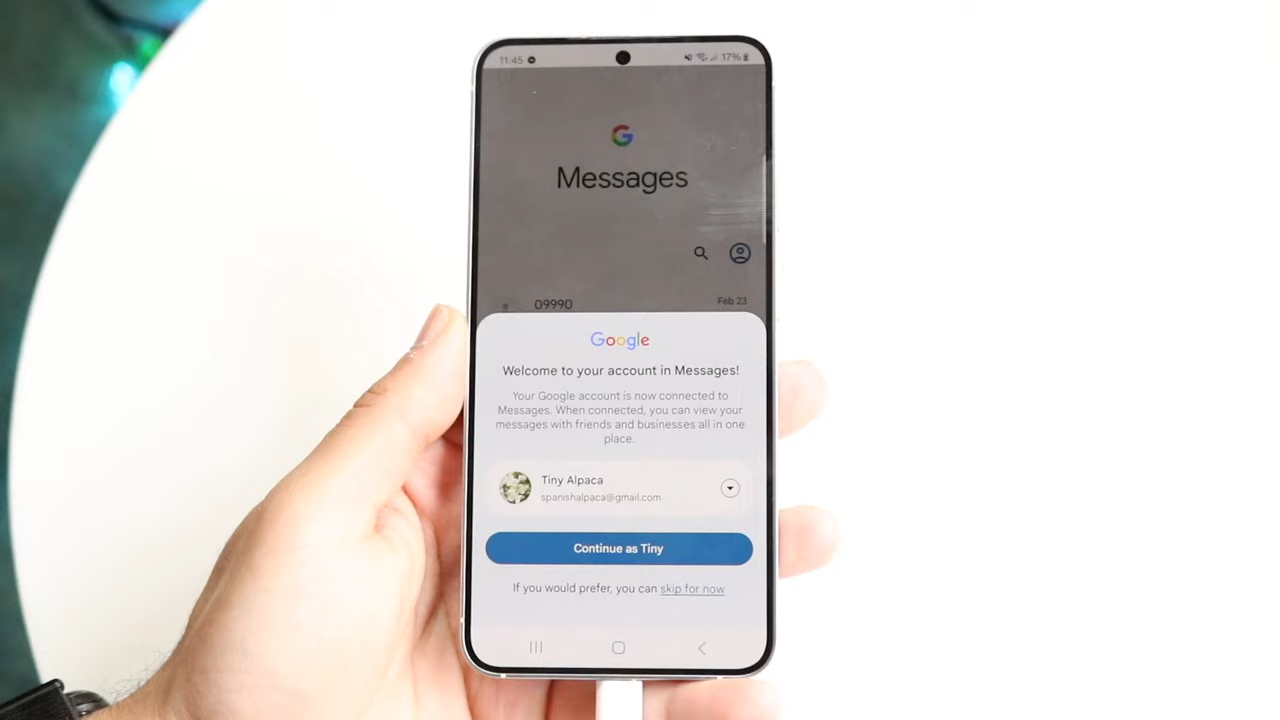 11:45
17%
G
Messages
09990
Feb 23
Google
Welcome to your account in Messages!
Your Google account is now connected to
Messages. When connected, you can view your
messages with friends and businesses all in one
place.
Tiny Alpaca
spanishalpaca@gmail.com
Continue as Tiny
If you would prefer, you can skip for now